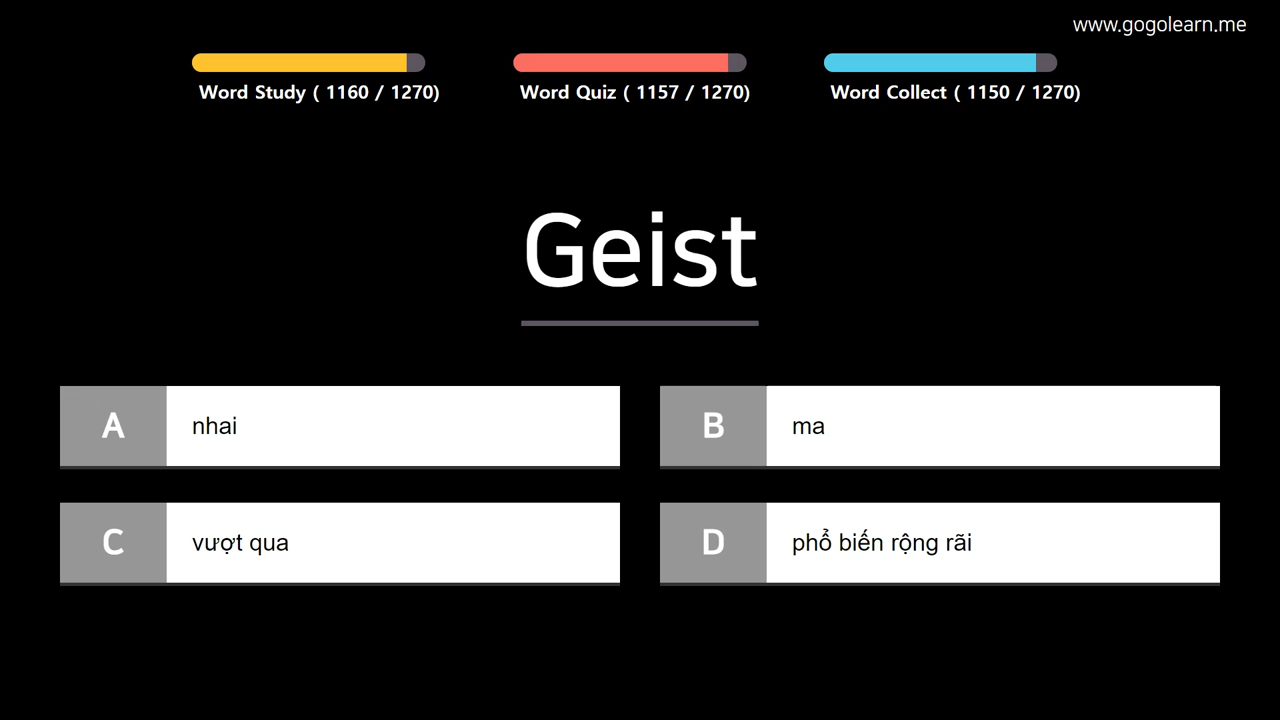 www.gogolearn.me
Word Study ( 1160 / 1270)
Word Quiz ( 1157 / 1270)
Word Collect ( 1150 / 1270)
Geist
A nhai
B ma
C vượt qua
D phổ biến rộng rãi